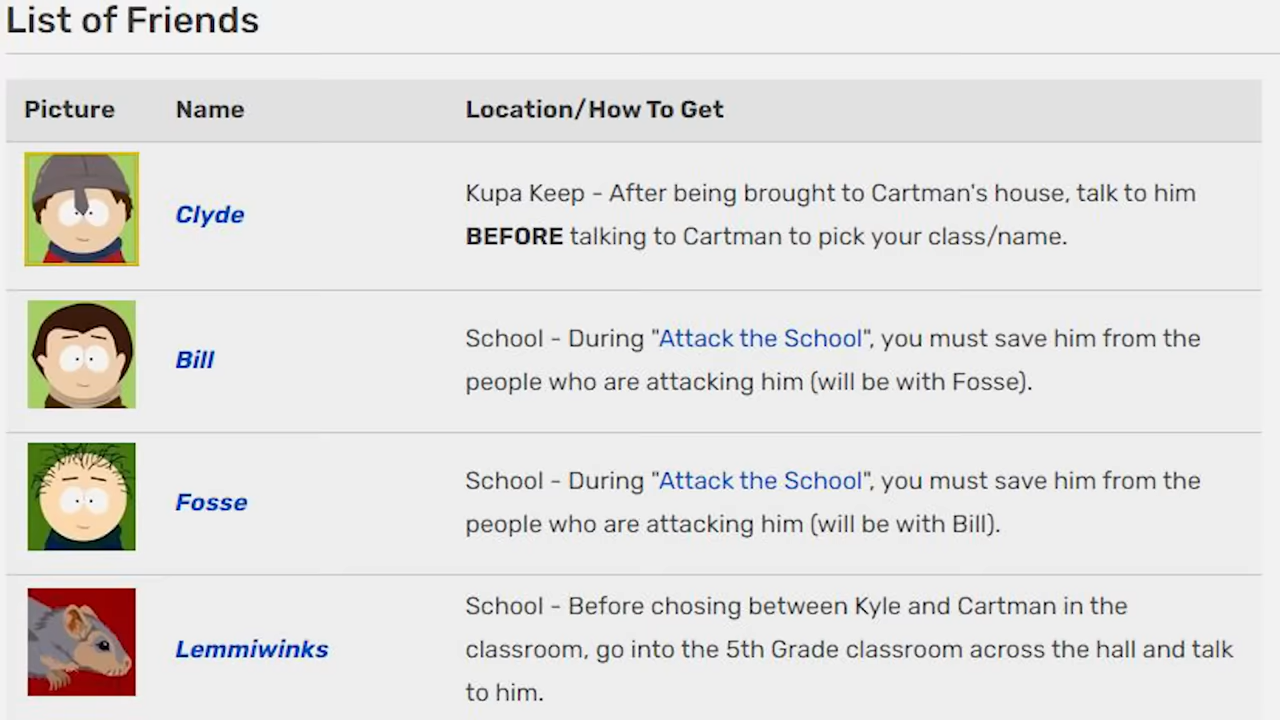 List of Friends
Picture Name Location/How To Get
Clyde
Kupa Keep - After being brought to Cartman's house, talk to him
BEFORE talking to Cartman to pick your class/name.
Bill
School - During "Attack the School", you must save him from the
people who are attacking him (will be with Fosse).
Fosse
School - During "Attack the School", you must save him from the
people who are attacking him (will be with Bill).
Lemmiwinks
School - Before chosing between Kyle and Cartman in the
classroom, go into the 5th Grade classroom across the hall and talk
to him.